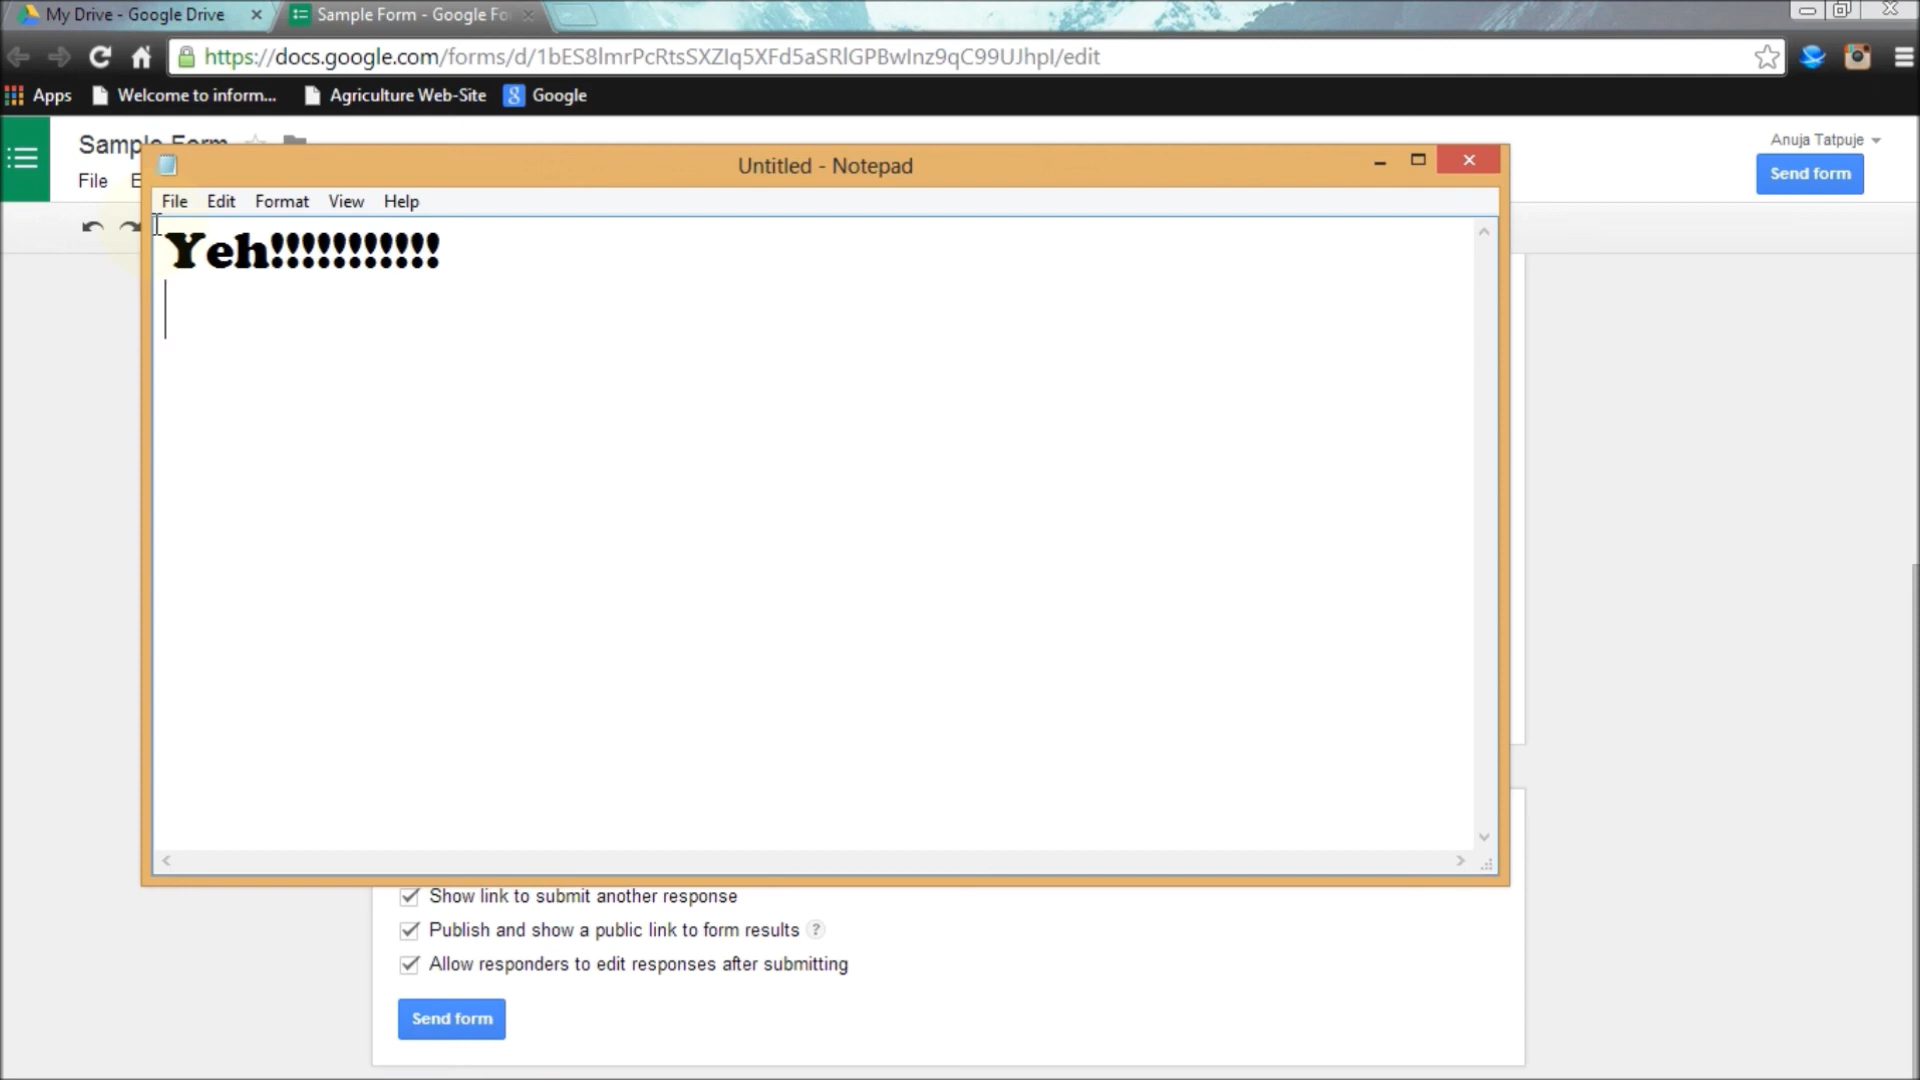 My Drive - Google Drive
Sample Form - Google Fo
https://docs.google.com/forms/d/1bES8lmrPcRtsSXZIq5XFd5aSRlGPBwInz9qC99UJhpI/edit
Apps
Welcome to inform...
Agriculture Web-Site
Google
Sample Form
Anuja Tatpuje
File
E
Send form
Untitled - Notepad
File Edit Format View Help
Yeh!!!!!!!!!!!
Show link to submit another response
Publish and show a public link to form results ?
Allow responders to edit responses after submitting
Send form